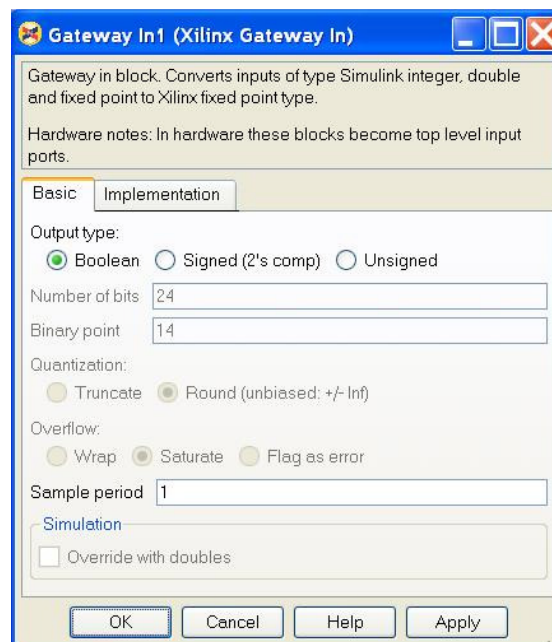 Gateway In1 (Xilinx Gateway In)
Gateway in block. Converts inputs of type Simulink integer, double
and fixed point to Xilinx fixed point type.
Hardware notes: In hardware these blocks become top level input
ports.
Basic Implementation
Output type:
Boolean Signed (2's comp) Unsigned
Number of bits 24
Binary point 14
Quantization:
Truncate Round (unbiased: +/- Inf)
Overflow:
Wrap Saturate Flag as error
Sample period 1
Simulation
Override with doubles
OK Cancel Help Apply